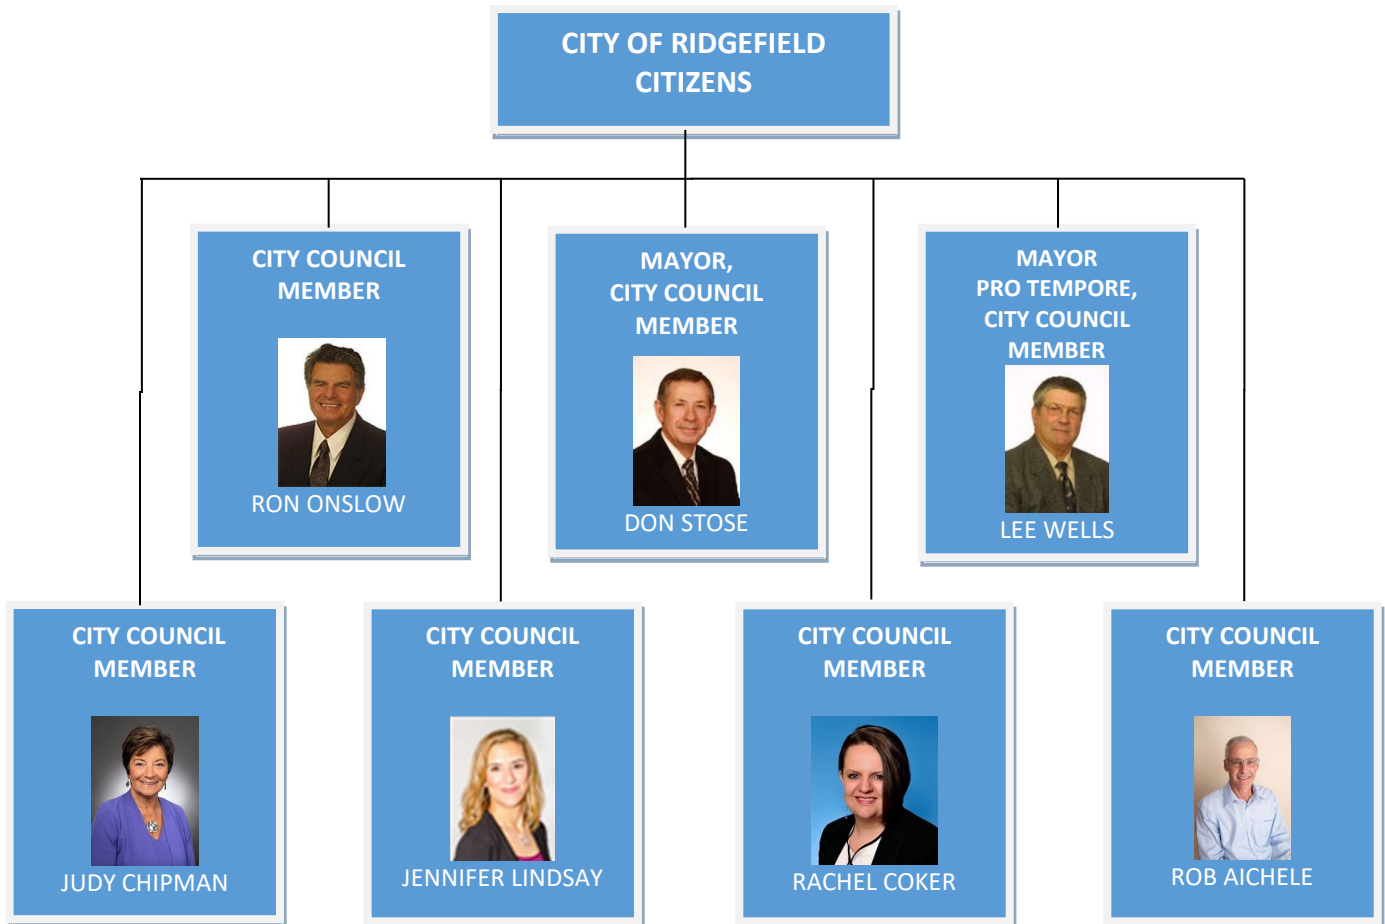 CITY OF RIDGEFIELD
CITIZENS
CITY COUNCIL
MEMBER
RON ONSLOW
MAYOR,
CITY COUNCIL
MEMBER
DON STOSE
MAYOR
PRO TEMPORE,
CITY COUNCIL
MEMBER
LEE WELLS
CITY COUNCIL
MEMBER
JUDY CHIPMAN
CITY COUNCIL
MEMBER
JENNIFER LINDSAY
CITY COUNCIL
MEMBER
RACHEL COKER
CITY COUNCIL
MEMBER
ROB AICHELE